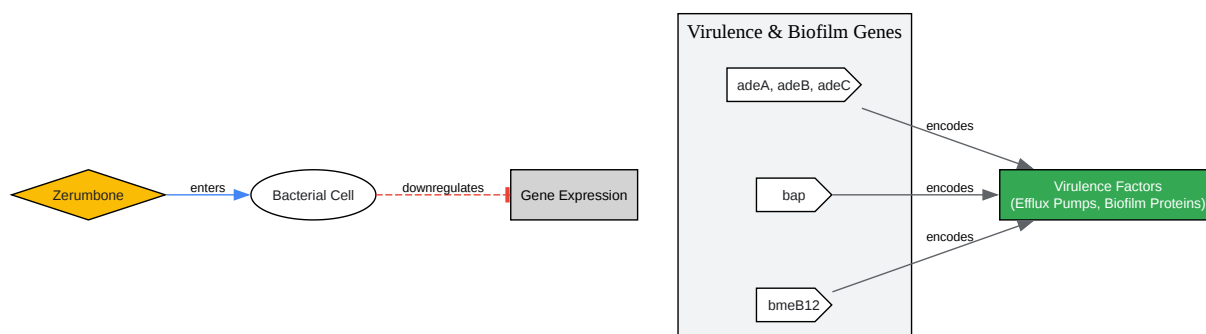 Virulence & Biofilm Genes
adeA, adeB, adeC
encodes
Zerumbone
enters
Bacterial Cell
downregulates
Gene Expression
bap
encodes
Virulence Factors
(Efflux Pumps, Biofilm Proteins)
encodes
bmeB12